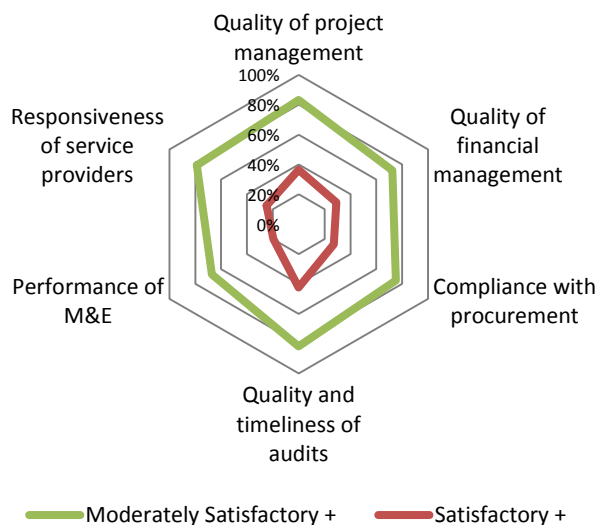 Quality of project
management
100%
80%
60%
40%
20%
0%
Quality of
financial
management
Compliance with
procurement
Quality and
timeliness of
audits
Performance of
M&E
Responsiveness
of service
providers
Moderately Satisfactory +
Satisfactory +